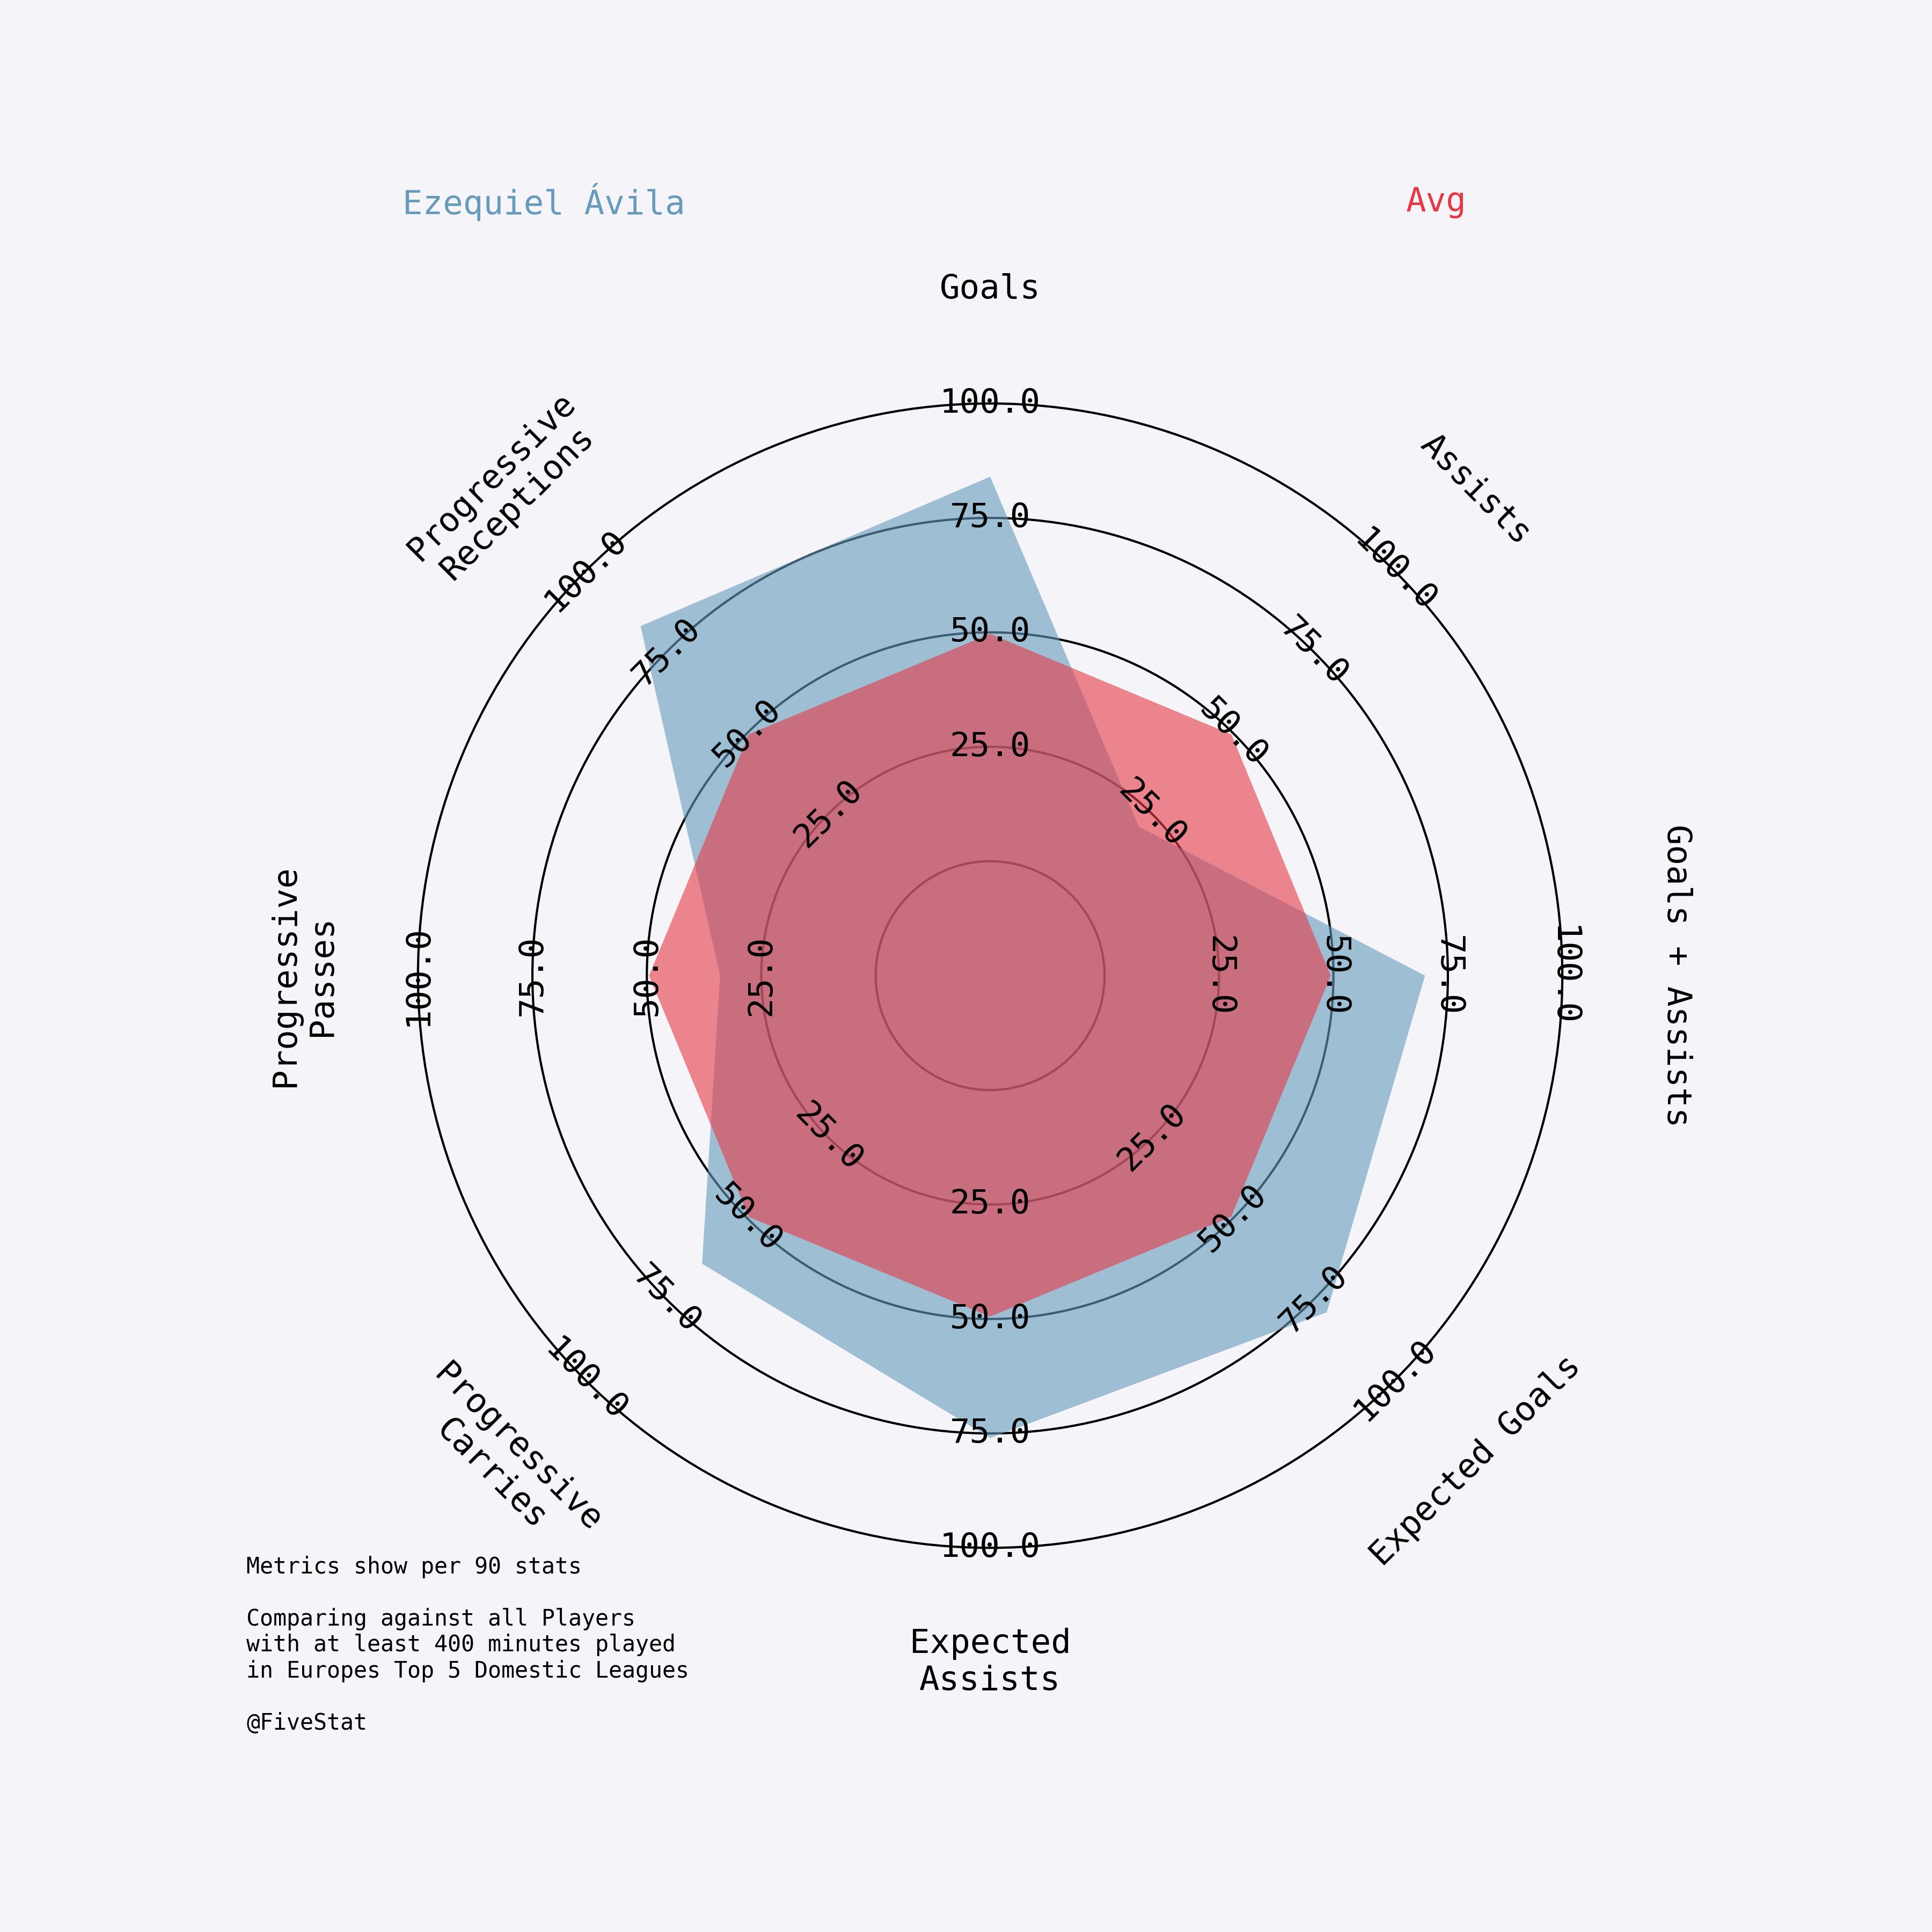 Ezequiel Ávila
Avg
Goals
Assists
Goals + Assists
Expected Goals
Expected
Assists
Progressive
Carries
Progressive
Passes
Progressive
Receptions
25.0
50.0
75.0
100.0
25.0
50.0
75.0
100.0
25.0
50.0
75.0
100.0
25.0
50.0
75.0
100.0
25.0
50.0
75.0
100.0
25.0
50.0
75.0
100.0
25.0
50.0
75.0
100.0
25.0
50.0
75.0
100.0
Metrics show per 90 stats
Comparing against all Players
with at least 400 minutes played
in Europes Top 5 Domestic Leagues
@FiveStat